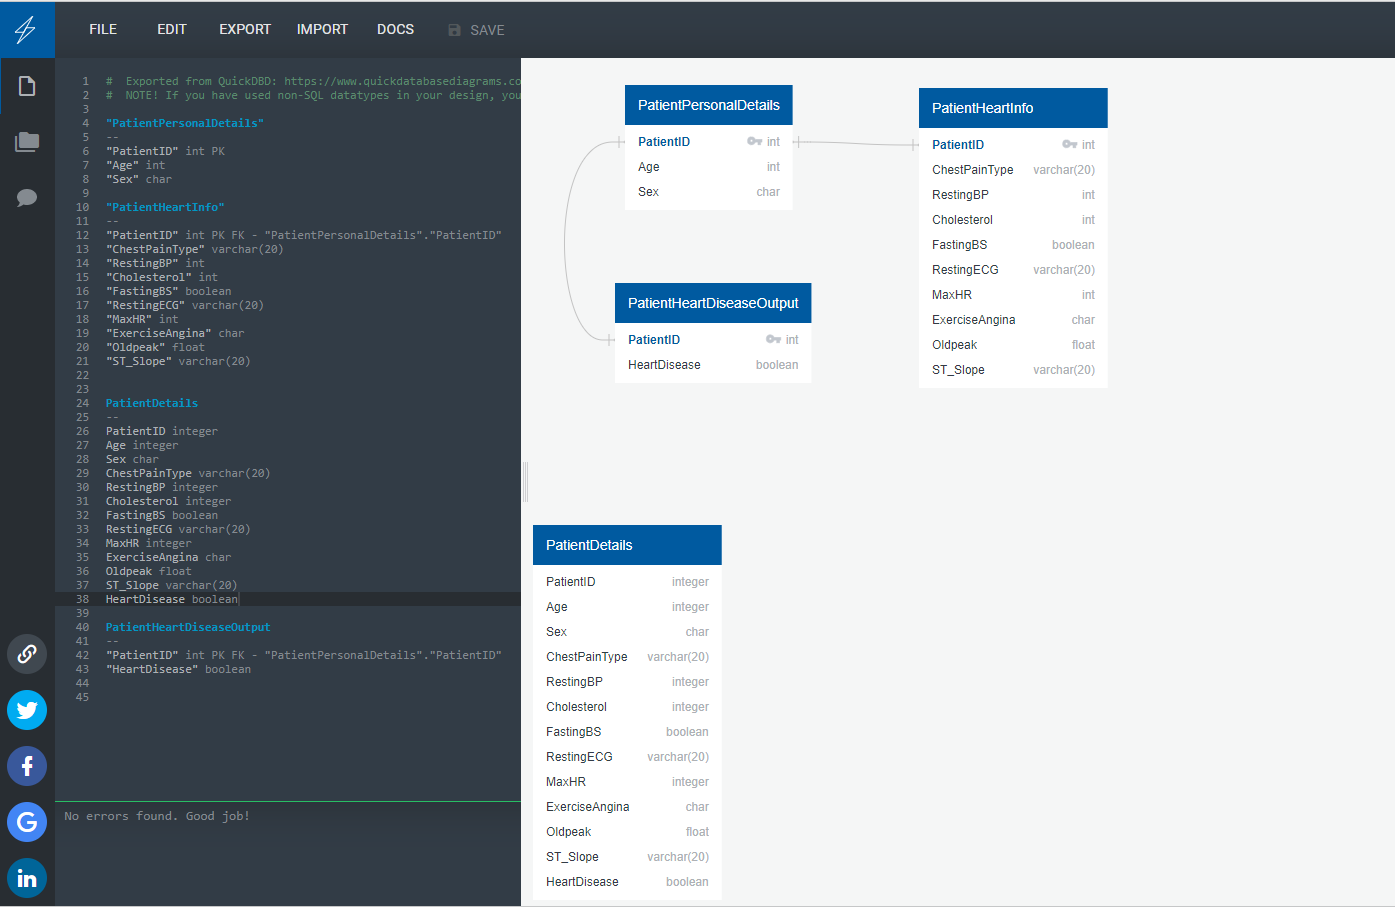 FILE EDIT EXPORT IMPORT DOCS SAVE
1 # Exported from QuickDBD: https://www.quickdatabasediagrams.co
2 # NOTE! If you have used non-SQL datatypes in your design, you
3
4 "PatientPersonalDetails"
5 --
6 "PatientID" int PK
7 "Age" int
8 "Sex" char
9
10 "PatientHeartInfo"
11 --
12 "PatientID" int PK FK - "PatientPersonalDetails"."PatientID"
13 "ChestPainType" varchar(20)
14 "RestingBP" int
15 "Cholesterol" int
16 "FastingBS" boolean
17 "RestingECG" varchar(20)
18 "MaxHR" int
19 "ExerciseAngina" char
20 "Oldpeak" float
21 "ST_Slope" varchar(20)
22
23
24 PatientDetails
25 --
26 PatientID integer
27 Age integer
28 Sex char
29 ChestPainType varchar(20)
30 RestingBP integer
31 Cholesterol integer
32 FastingBS boolean
33 RestingECG varchar(20)
34 MaxHR integer
35 ExerciseAngina char
36 Oldpeak float
37 ST_Slope varchar(20)
38 HeartDisease boolean
39
40 PatientHeartDiseaseOutput
41 --
42 "PatientID" int PK FK - "PatientPersonalDetails"."PatientID"
43 "HeartDisease" boolean
44
45
No errors found. Good job!
PatientPersonalDetails
PatientID int
Age int
Sex char
PatientHeartInfo
PatientID int
ChestPainType varchar(20)
RestingBP int
Cholesterol int
FastingBS boolean
RestingECG varchar(20)
MaxHR int
ExerciseAngina char
Oldpeak float
ST_Slope varchar(20)
PatientHeartDiseaseOutput
PatientID int
HeartDisease boolean
PatientDetails
PatientID integer
Age integer
Sex char
ChestPainType varchar(20)
RestingBP integer
Cholesterol integer
FastingBS boolean
RestingECG varchar(20)
MaxHR integer
ExerciseAngina char
Oldpeak float
ST_Slope varchar(20)
HeartDisease boolean